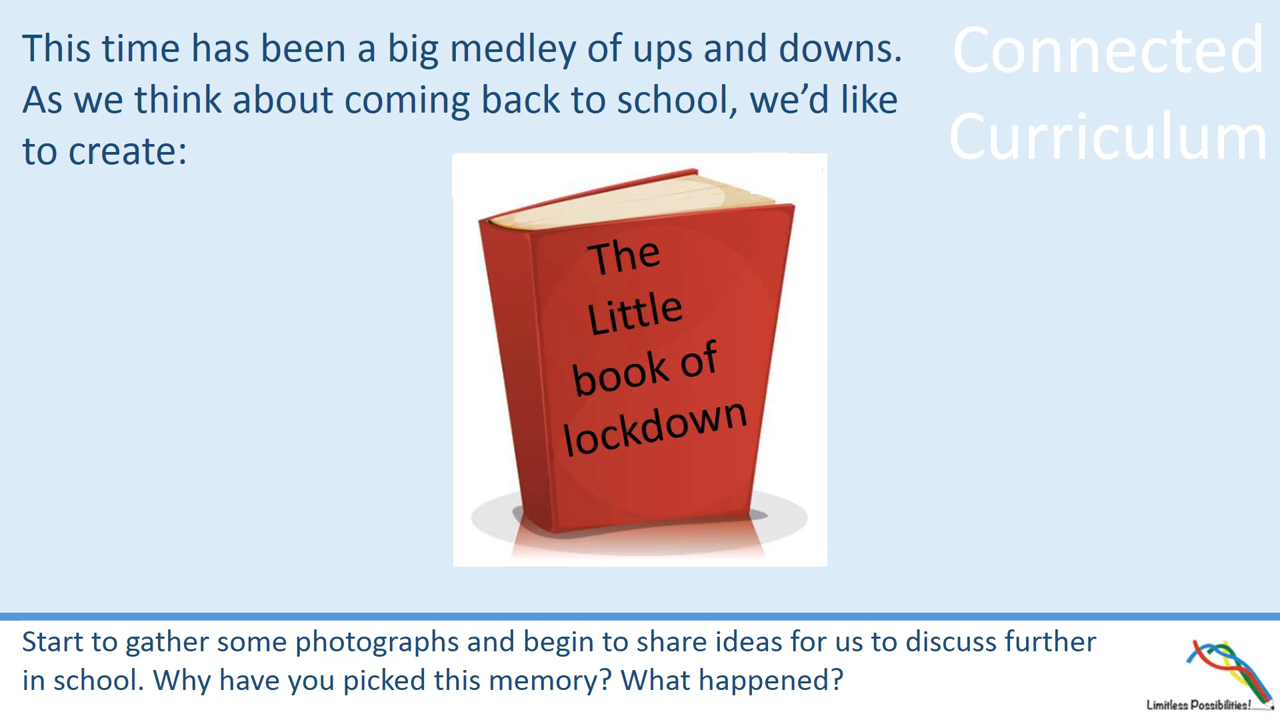 This time has been a big medley of ups and downs.
As we think about coming back to school, we’d like
to create:
Connected
Curriculum
The
Little
book of
lockdown
Start to gather some photographs and begin to share ideas for us to discuss further
in school. Why have you picked this memory? What happened?
Limitless Possibilities!